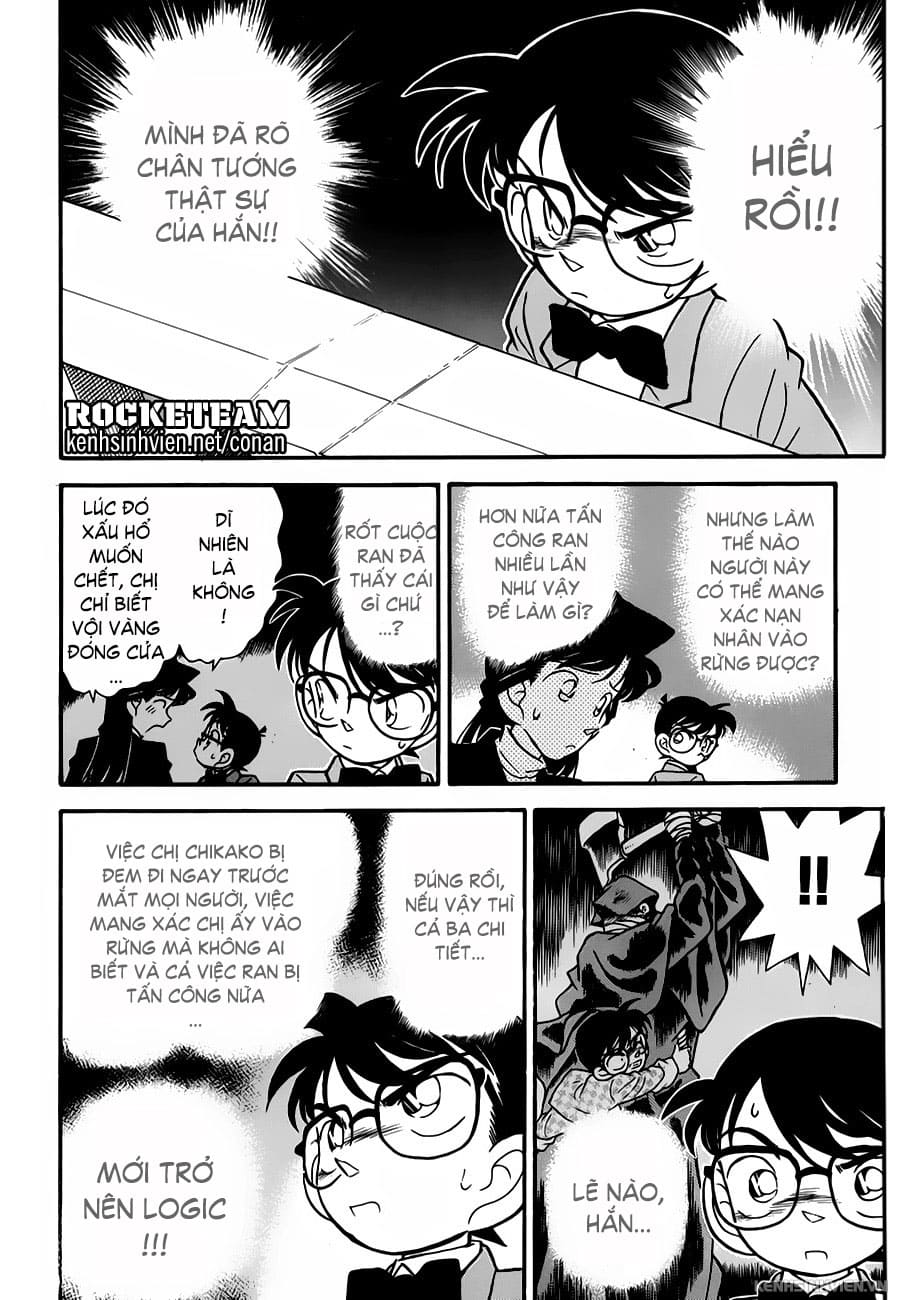 HIỂU
RỒI!!
MÌNH ĐÃ RÕ
CHÂN TƯỚNG
THẬT SỰ
CỦA HẮN!!
ROCKETEAM
kenhsinhvien.net/conan
NHƯNG LÀM
THẾ NÀO
NGƯỜI NÀY
CÓ THỂ MANG
XÁC NẠN
NHÂN VÀO
RỪNG ĐƯỢC?
HƠN NỮA TẤN
CÔNG RAN
NHIỀU LẦN
NHƯ VẬY
ĐỂ LÀM GÌ?
RỐT CUỘC
RAN ĐÃ
THẤY CÁI
GÌ CHỨ
...?
DĨ
NHIÊN
LÀ
KHÔNG
!
LÚC ĐÓ
XẤU HỔ
MUỐN
CHẾT, CHỊ
CHỈ BIẾT
VỘI VÀNG
ĐÓNG CỬA
...
!!
LẼ NÀO,
HẮN...
ĐÚNG RỒI,
NẾU VẬY THÌ
CẢ BA CHI
TIẾT...
VIỆC CHỊ CHIKAKO BỊ
ĐEM ĐI NGAY TRƯỚC
MẮT MỌI NGƯỜI, VIỆC
MANG XÁC CHỊ ẤY VÀO
RỪNG MÀ KHÔNG AI
BIẾT VÀ CẢ VIỆC RAN BỊ
TẤN CÔNG NỮA
...
MỚI TRỞ
NÊN LOGIC
!!!
KENHSINHVIEN.VN